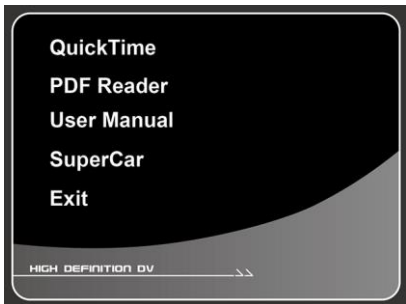 QuickTime
PDF Reader
User Manual
SuperCar
Exit
HIGH DEFINITION DV >>